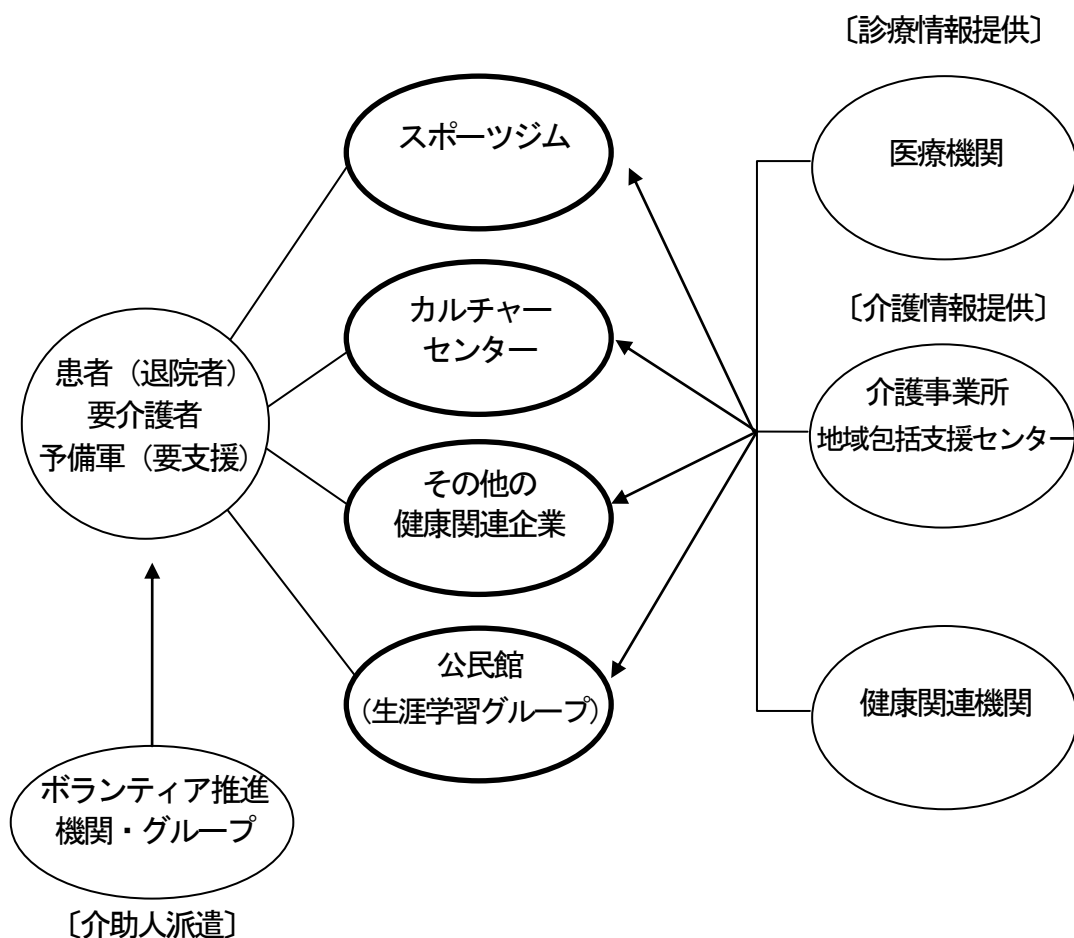 〔診療情報提供〕
スポーツジム
医療機関
カルチャー
センター
〔介護情報提供〕
介護事業所
地域包括支援センター
患者（退院者）
要介護者
予備軍（要支援）
その他の
健康関連企業
公民館
（生涯学習グループ）
健康関連機関
ボランティア推進
機関・グループ
〔介助人派遣〕